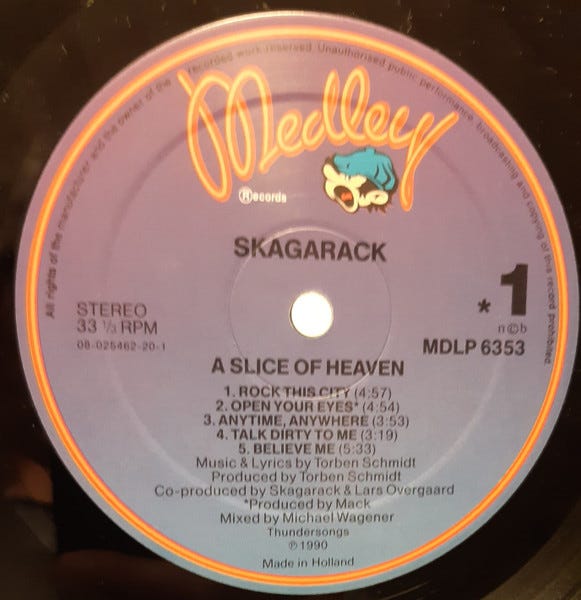 All rights of the manufacturer and the owner of the recorded work reserved. Unauthorised public performance, broadcasting and copying of this record prohibited.
Medley
Records
SKAGARACK
STEREO
33 ⅓ RPM
08-025462-20-1
* 1
n©b
MDLP 6353
A SLICE OF HEAVEN
1. ROCK THIS CITY (4:57)
2. OPEN YOUR EYES* (4:54)
3. ANYTIME, ANYWHERE (3:53)
4. TALK DIRTY TO ME (3:19)
5. BELIEVE ME (5:33)
Music & Lyrics by Torben Schmidt
Produced by Torben Schmidt
Co-produced by Skagarack & Lars Overgaard
*Produced by Mack
Mixed by Michael Wagener
Thundersongs
℗ 1990
Made in Holland